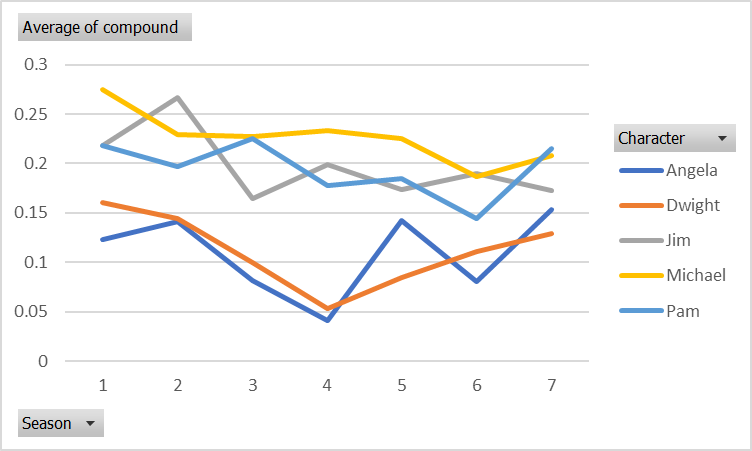 Average of compound
0.3
0.25
0.2
0.15
0.1
0.05
0
1 2 3 4 5 6 7
Season
Character
Angela
Dwight
Jim
Michael
Pam